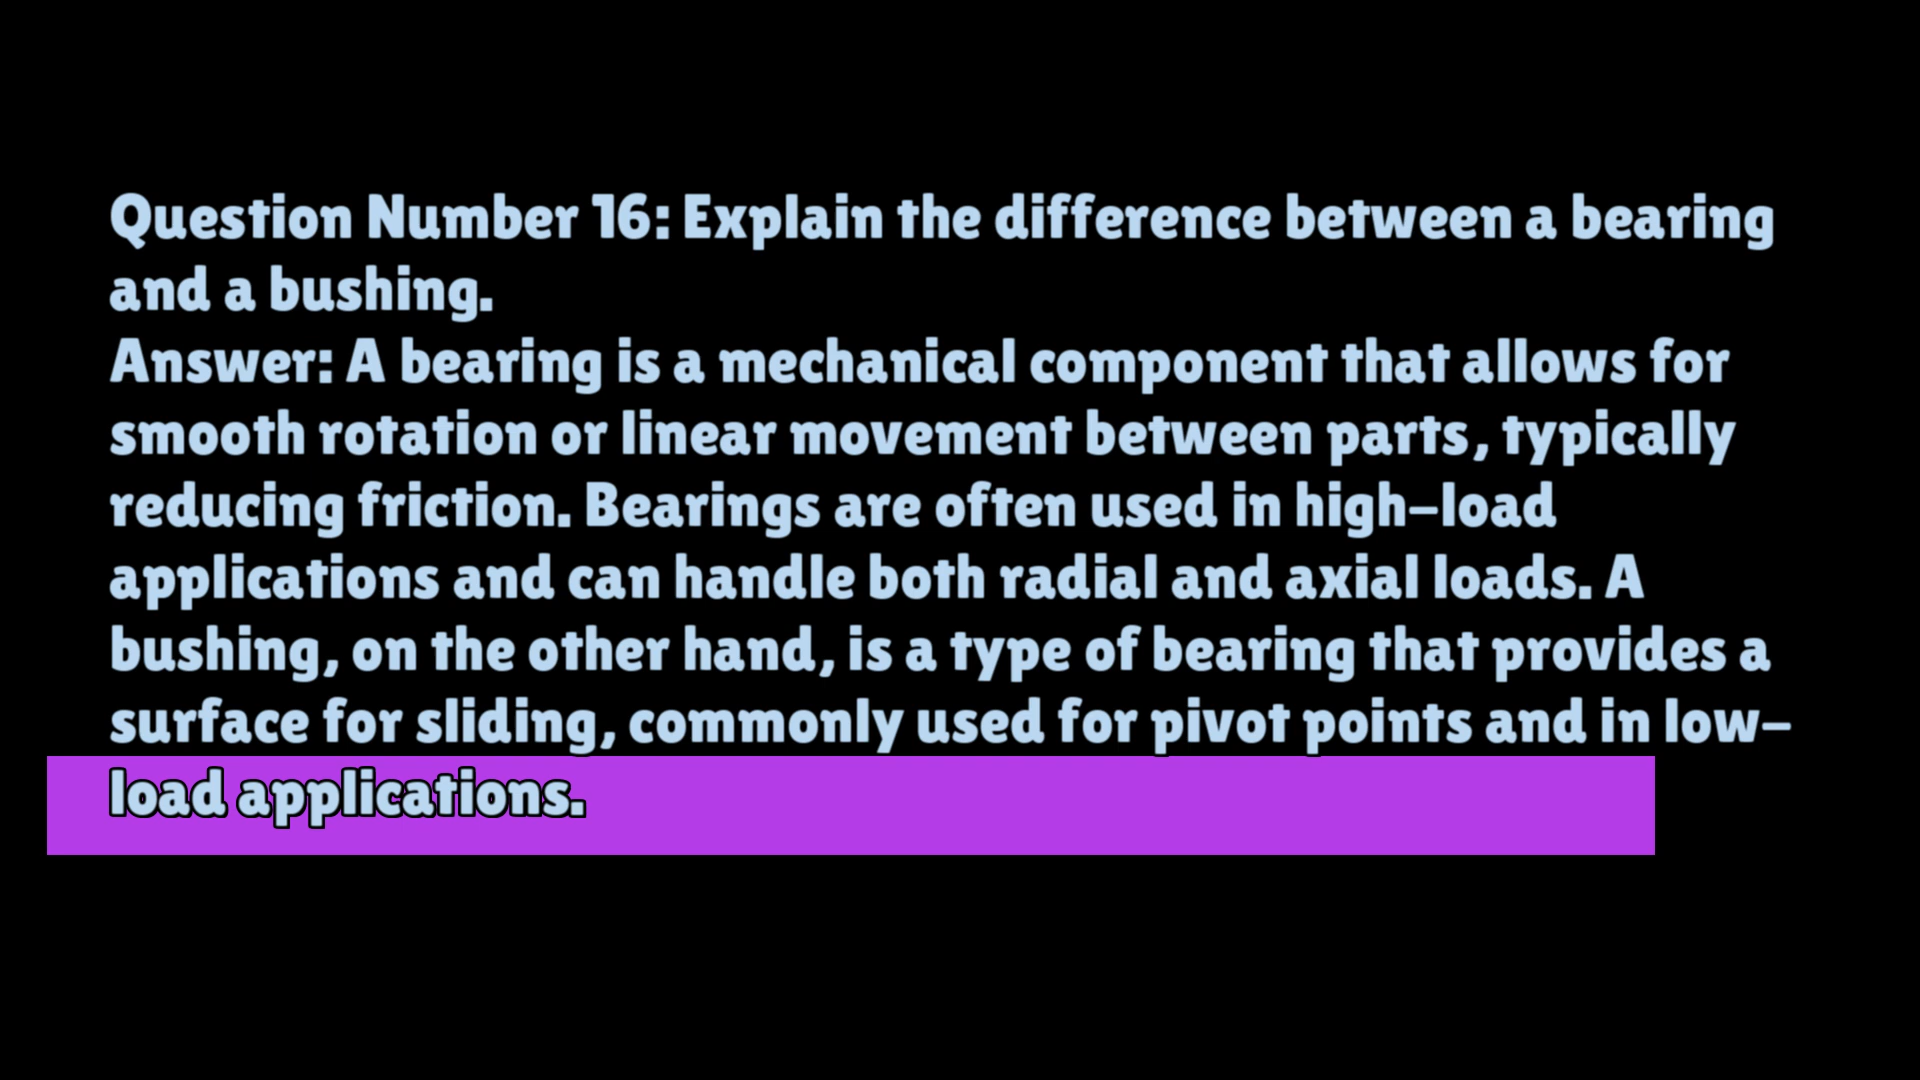 Question Number 16: Explain the difference between a bearing
and a bushing.
Answer: A bearing is a mechanical component that allows for
smooth rotation or linear movement between parts, typically
reducing friction. Bearings are often used in high-load
applications and can handle both radial and axial loads. A
bushing, on the other hand, is a type of bearing that provides a
surface for sliding, commonly used for pivot points and in low-
load applications.